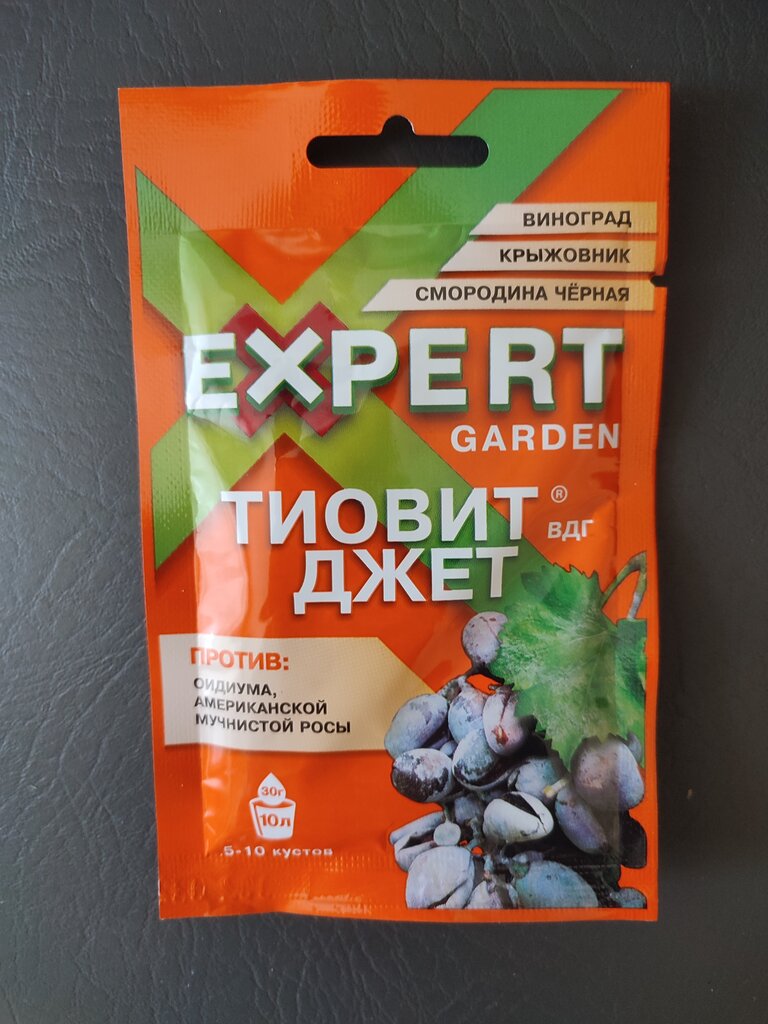 ВИНОГРАД
КРЫЖОВНИК
СМОРОДИНА ЧЁРНАЯ
EXPERT
GARDEN
ТИОВИТ ®
ВДГ
ДЖЕТ
ПРОТИВ:
ОИДИУМА,
АМЕРИКАНСКОЙ
МУЧНИСТОЙ РОСЫ
30г
10л
5-10 кустов